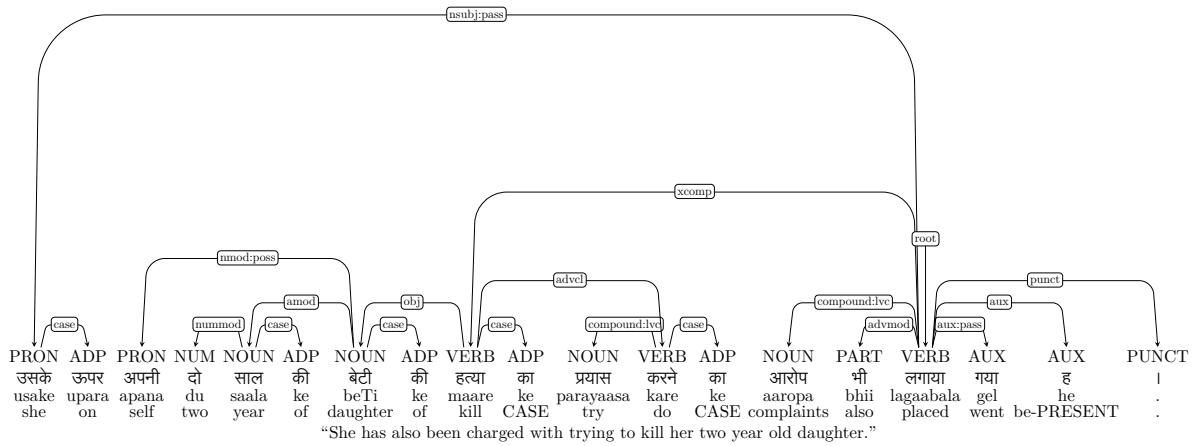 nsubj:pass
xcomp
root
nmod:poss
advcl punct
amod obj compound:lvc aux
case nummod case case case compound:lvc case advmod aux:pass
PRON ADP PRON NUM NOUN ADP NOUN ADP VERB ADP NOUN VERB ADP NOUN PART VERB AUX AUX PUNCT
उसके ऊपर अपनी दो साल की बेटी की हत्या का प्रयास करने का आरोप भी लगाया गया ह ।
usake upara apana du saala ke beTi ke maare ke parayaasa kare ke aaropa bhii lagaabala gel he .
she on self two year of daughter of kill CASE try do CASE complaints also placed went be-PRESENT .
“She has also been charged with trying to kill her two year old daughter.”